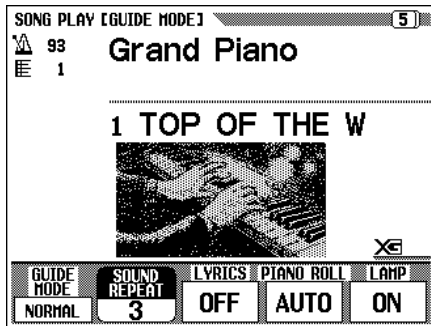 SONG PLAY [GUIDE MODE] 5
93
Grand Piano
1
1 TOP OF THE W
XG
GUIDE MODE
NORMAL
SOUND REPEAT
3
LYRICS
OFF
PIANO ROLL
AUTO
LAMP
ON